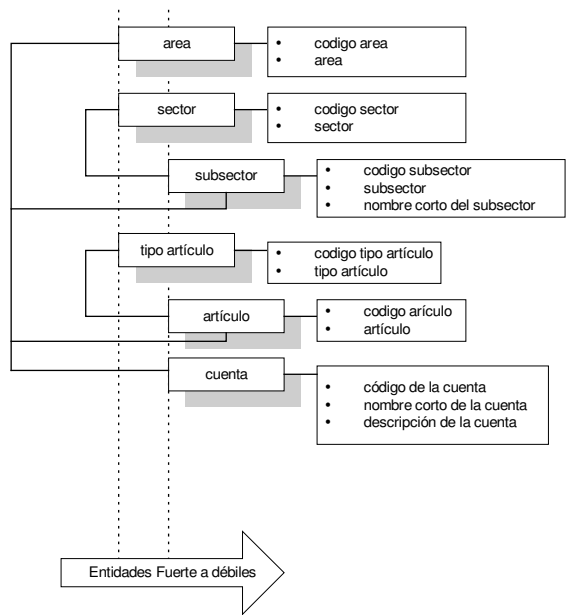 area
• codigo area
• area
sector
• codigo sector
• sector
subsector
• codigo subsector
• subsector
• nombre corto del subsector
tipo artículo
• codigo tipo artículo
• tipo artículo
artículo
• codigo arículo
• artículo
cuenta
• código de la cuenta
• nombre corto de la cuenta
• descripción de la cuenta
Entidades Fuerte a débiles